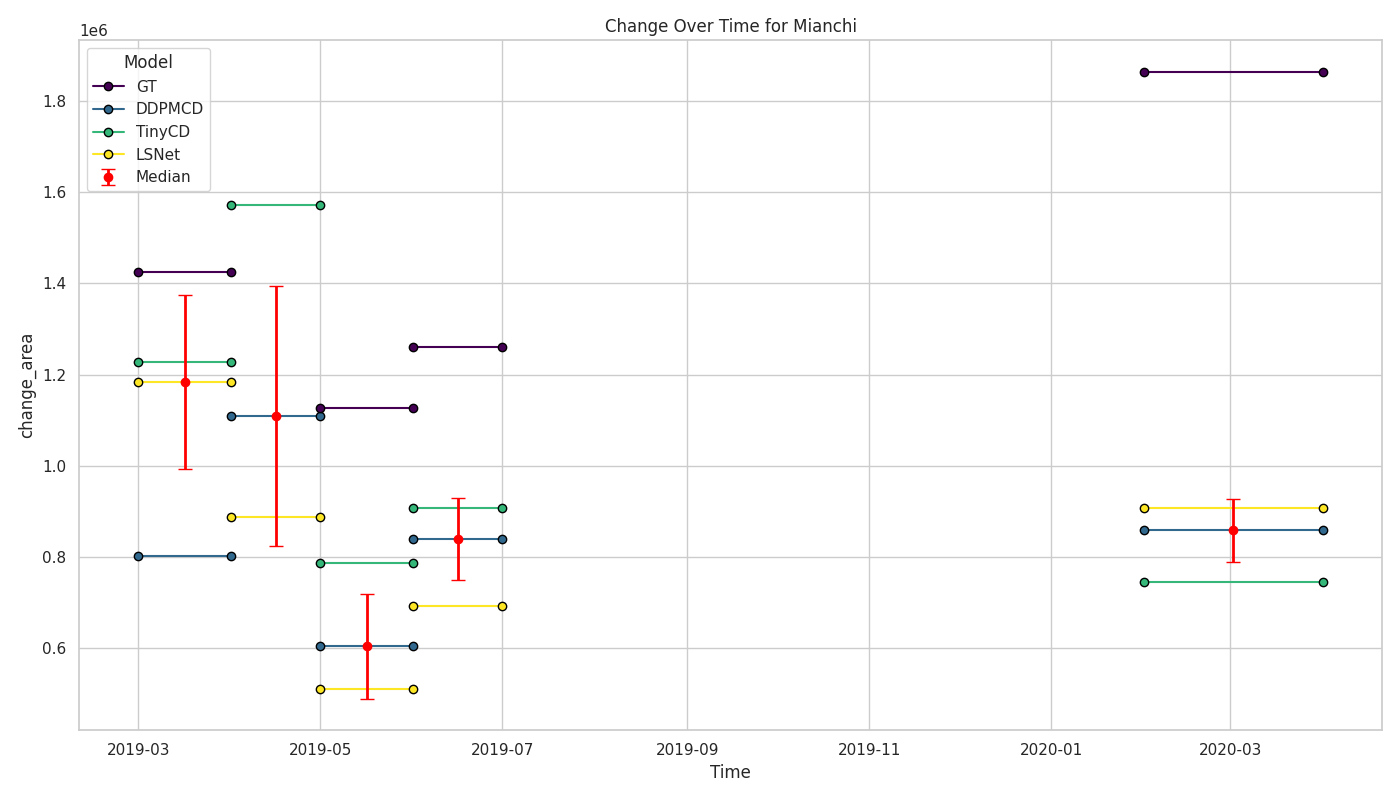 Change Over Time for Mianchi
1e6
Model
GT
DDPMCD
TinyCD
LSNet
Median
1.8
1.6
1.4
1.2
1.0
0.8
0.6
change_area
2019-03
2019-05
2019-07
2019-09
2019-11
2020-01
2020-03
Time